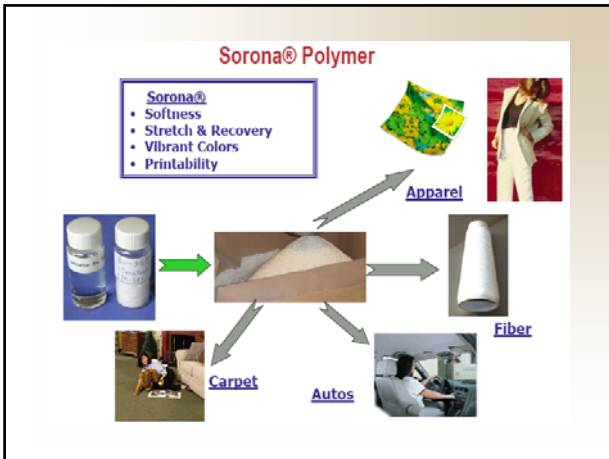 Sorona® Polymer
Sorona®
• Softness
• Stretch & Recovery
• Vibrant Colors
• Printability
Apparel
Fiber
Carpet
Autos